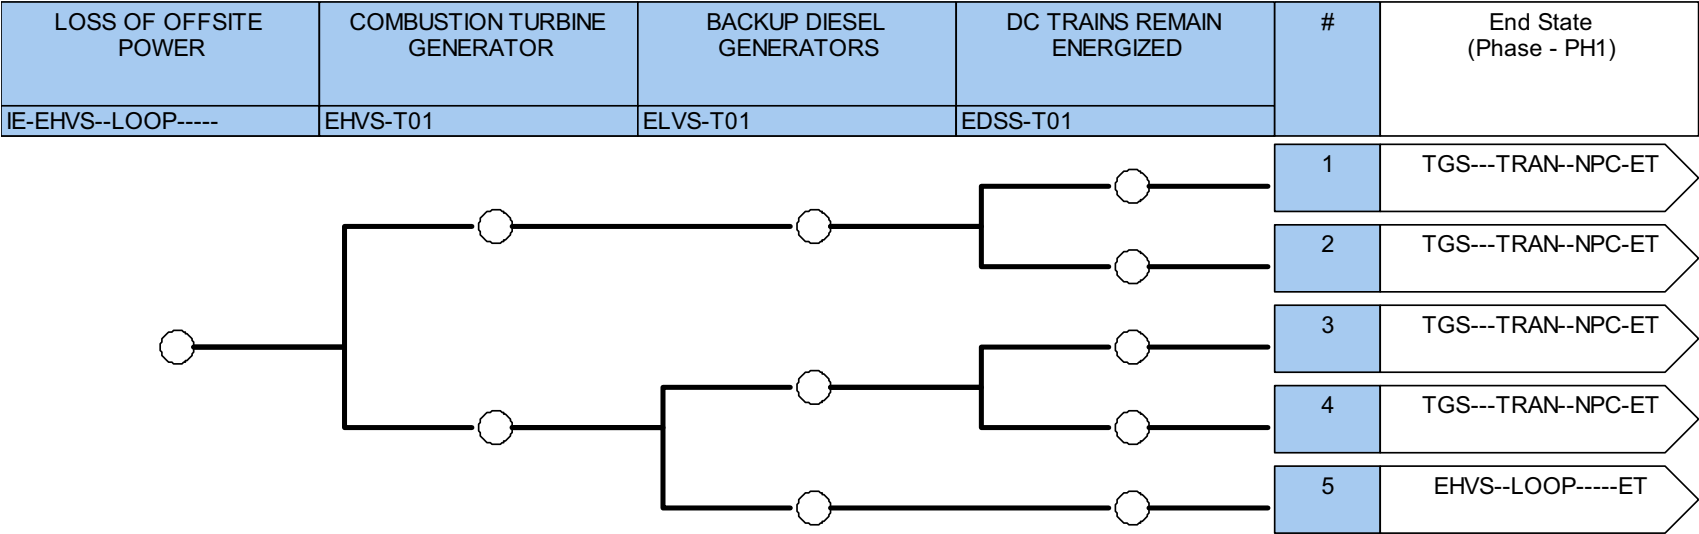 LOSS OF OFFSITE
POWER
COMBUSTION TURBINE
GENERATOR
BACKUP DIESEL
GENERATORS
DC TRAINS REMAIN
ENERGIZED
#
End State
(Phase - PH1)
IE-EHVS--LOOP-----
EHVS-T01
ELVS-T01
EDSS-T01
1
TGS---TRAN--NPC-ET
2
TGS---TRAN--NPC-ET
3
TGS---TRAN--NPC-ET
4
TGS---TRAN--NPC-ET
5
EHVS--LOOP-----ET